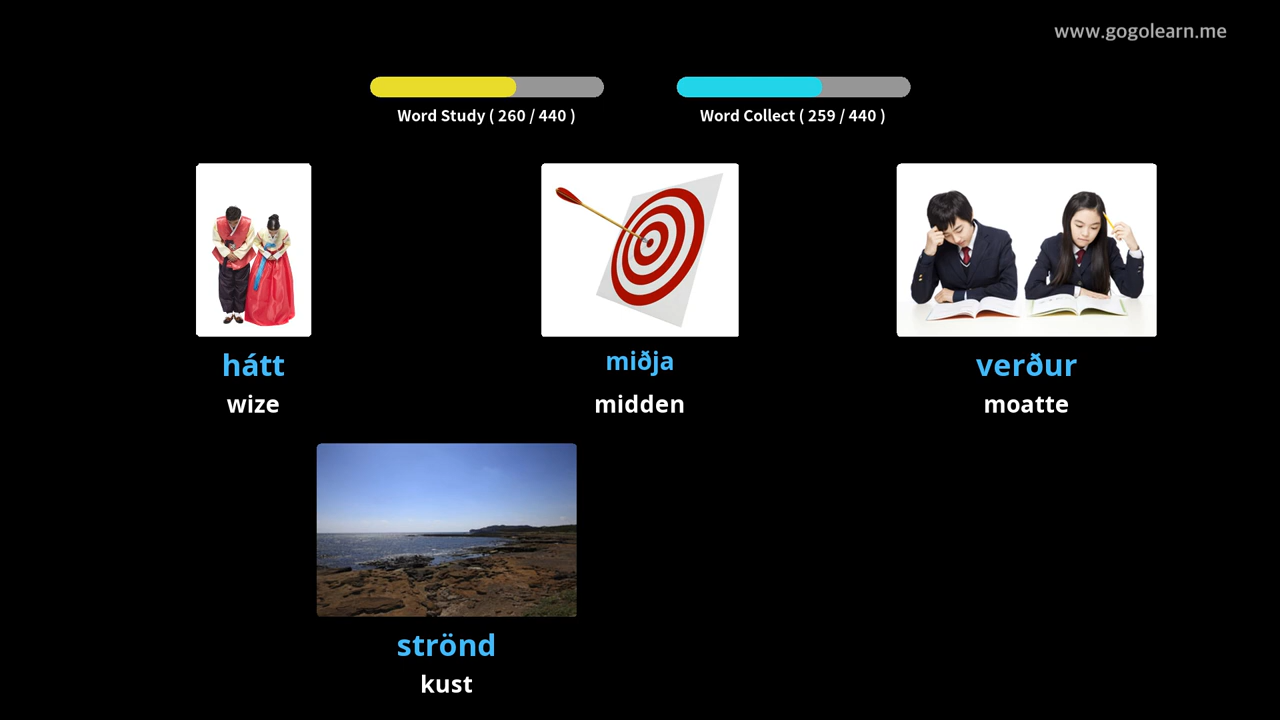 www.gogolearn.me
Word Study ( 260 / 440 )
Word Collect ( 259 / 440 )
hátt
wize
miðja
midden
verður
moatte
strönd
kust